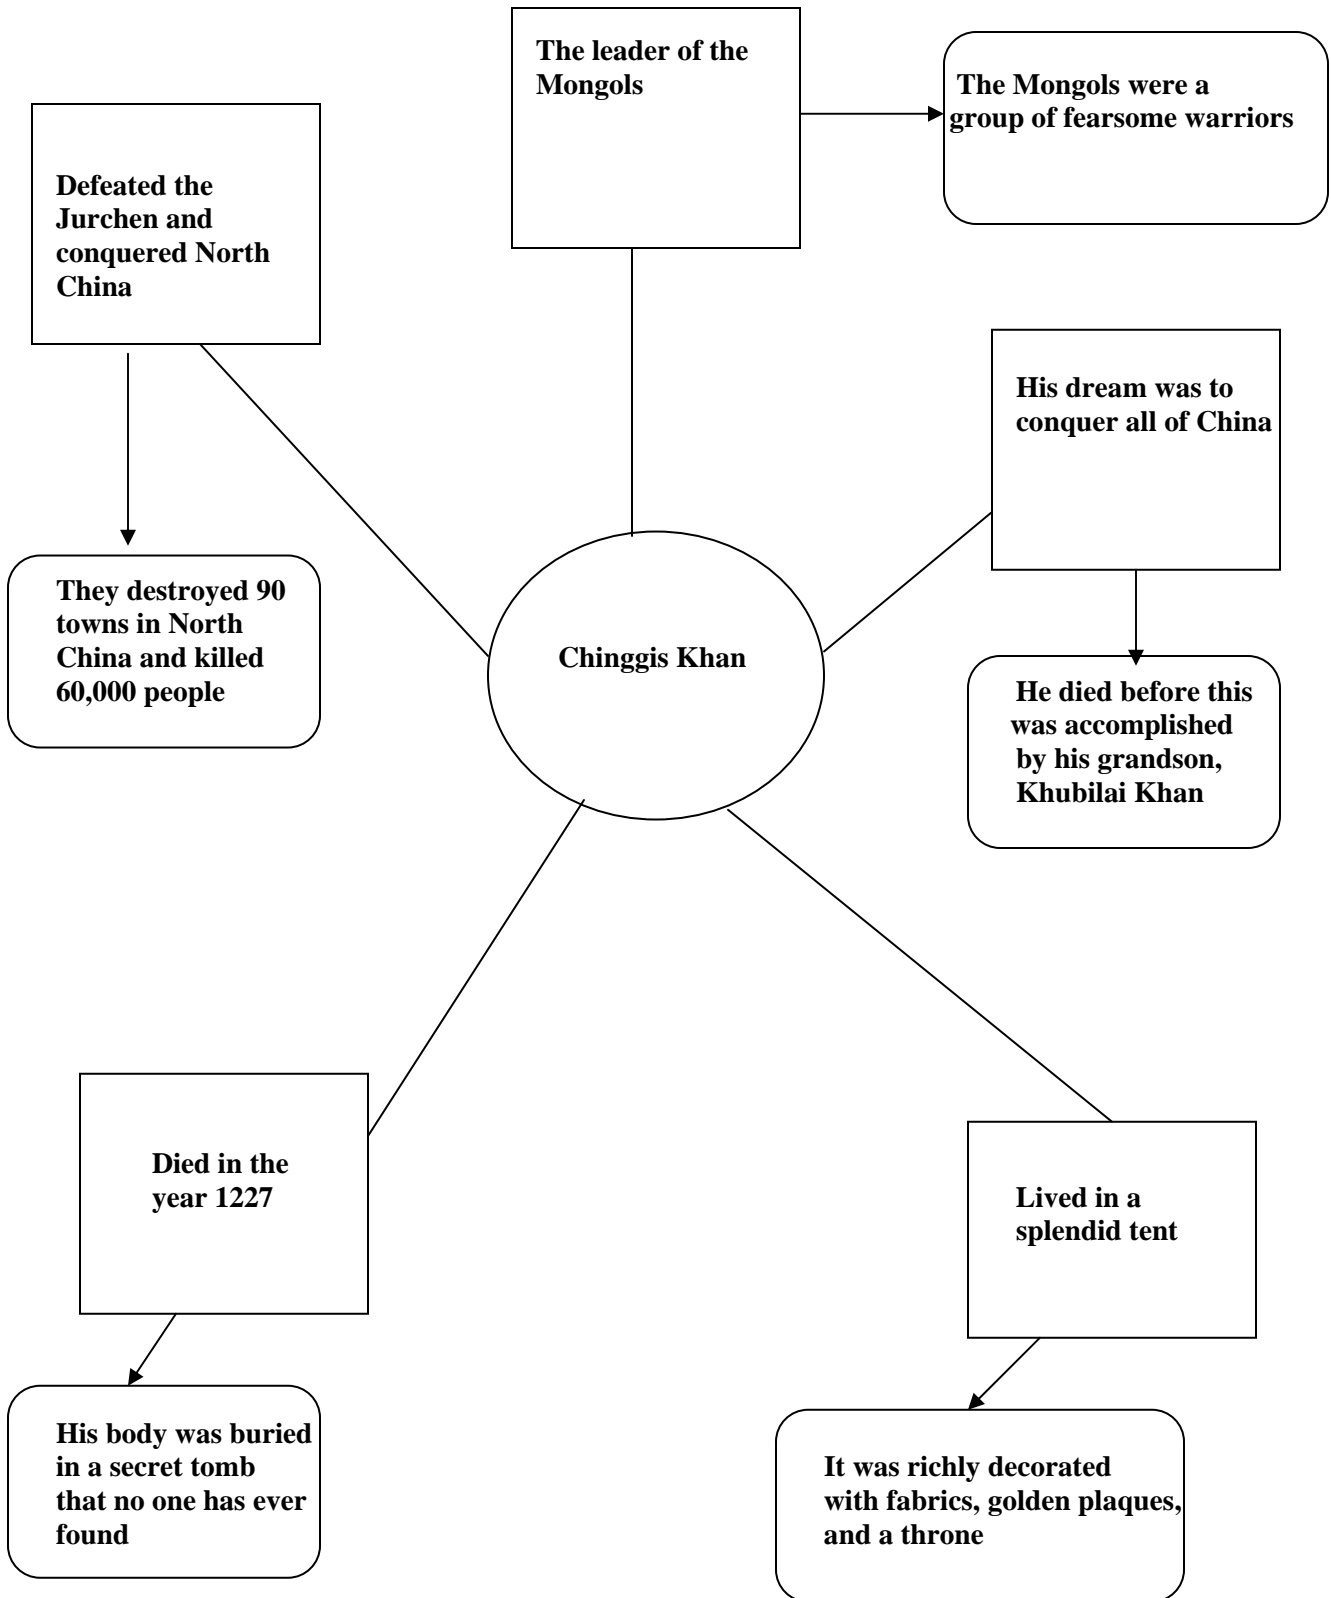 The leader of the
Mongols
The Mongols were a
group of fearsome warriors
Defeated the
Jurchen and
conquered North
China
His dream was to
conquer all of China
They destroyed 90
towns in North
China and killed
60,000 people
Chinggis Khan
He died before this
was accomplished
by his grandson,
Khubilai Khan
Died in the
year 1227
Lived in a
splendid tent
His body was buried
in a secret tomb
that no one has ever
found
It was richly decorated
with fabrics, golden plaques,
and a throne